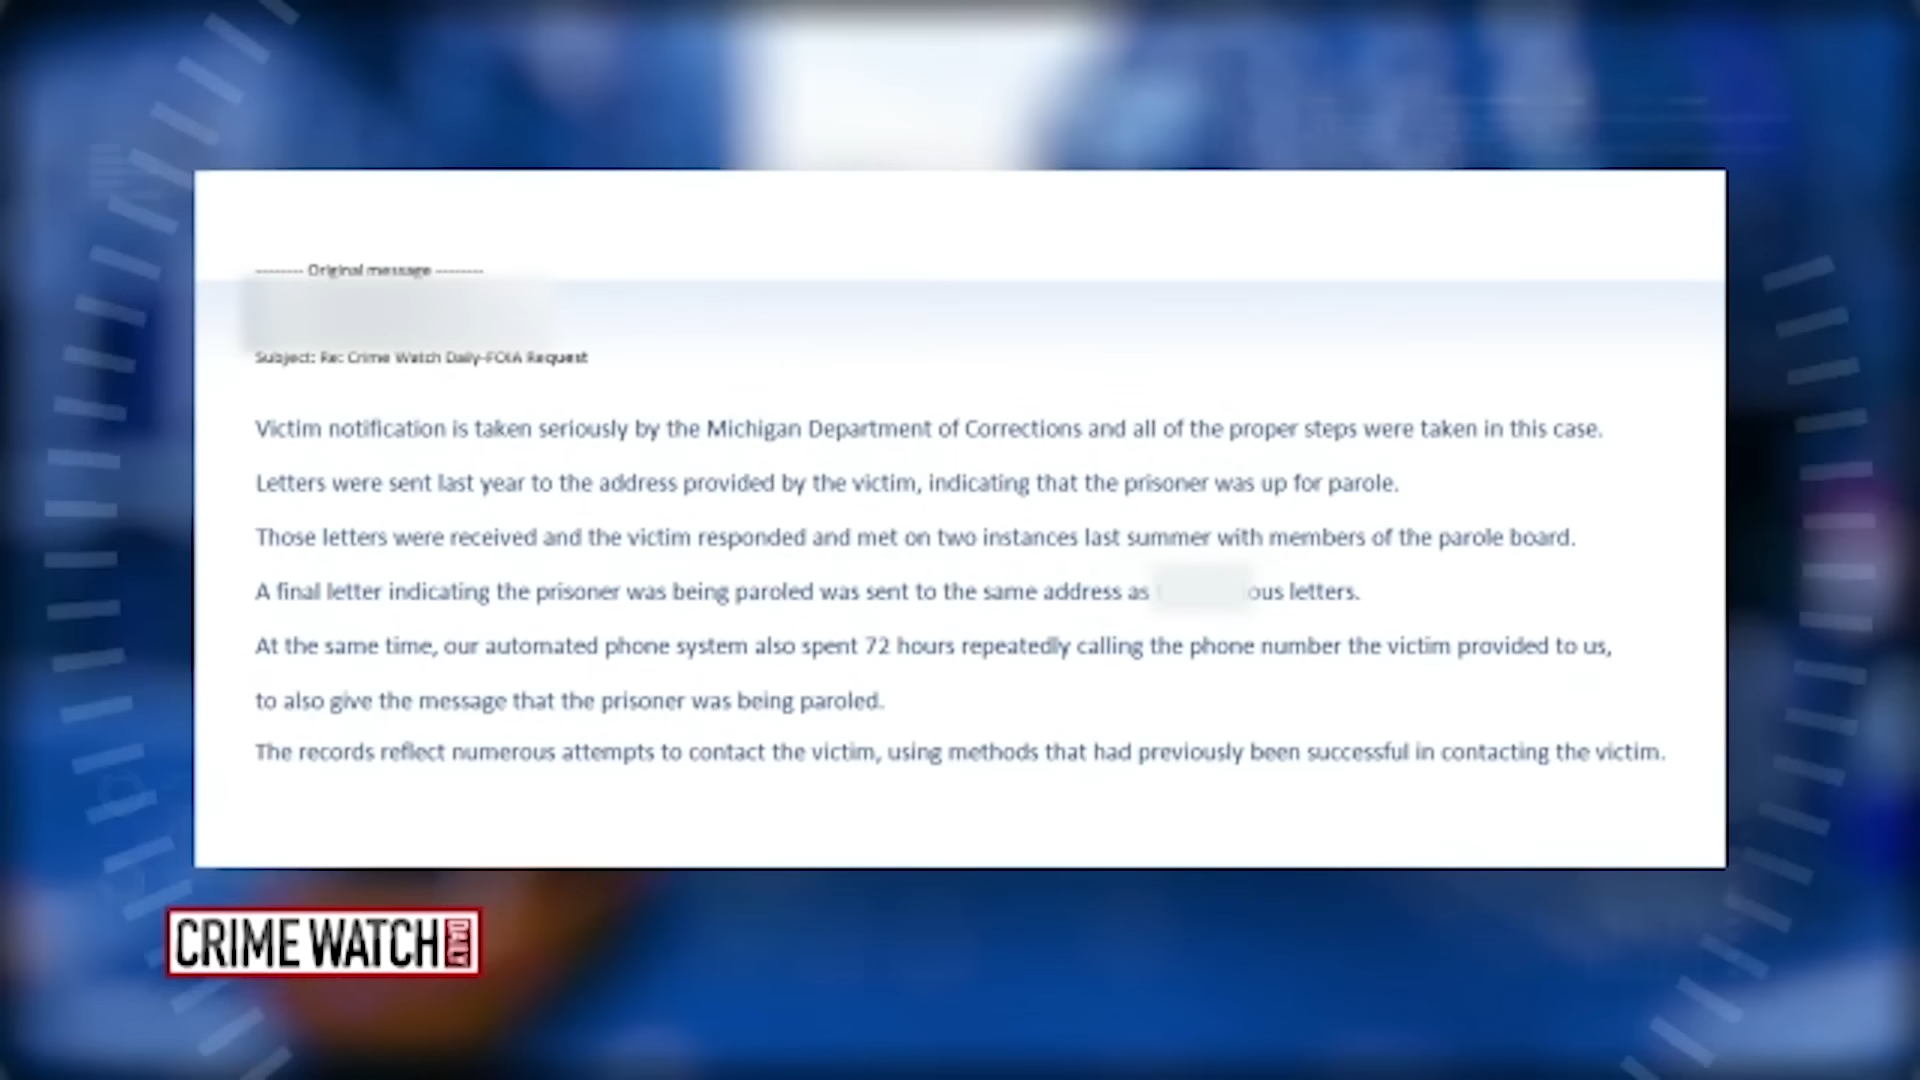 --------- Original message ---------
Subject: Re: Crime Watch Daily-FOIA Request
Victim notification is taken seriously by the Michigan Department of Corrections and all of the proper steps were taken in this case.
Letters were sent last year to the address provided by the victim, indicating that the prisoner was up for parole.
Those letters were received and the victim responded and met on two instances last summer with members of the parole board.
A final letter indicating the prisoner was being paroled was sent to the same address as ous letters.
At the same time, our automated phone system also spent 72 hours repeatedly calling the phone number the victim provided to us,
to also give the message that the prisoner was being paroled.
The records reflect numerous attempts to contact the victim, using methods that had previously been successful in contacting the victim.
CRIME WATCH DAILY